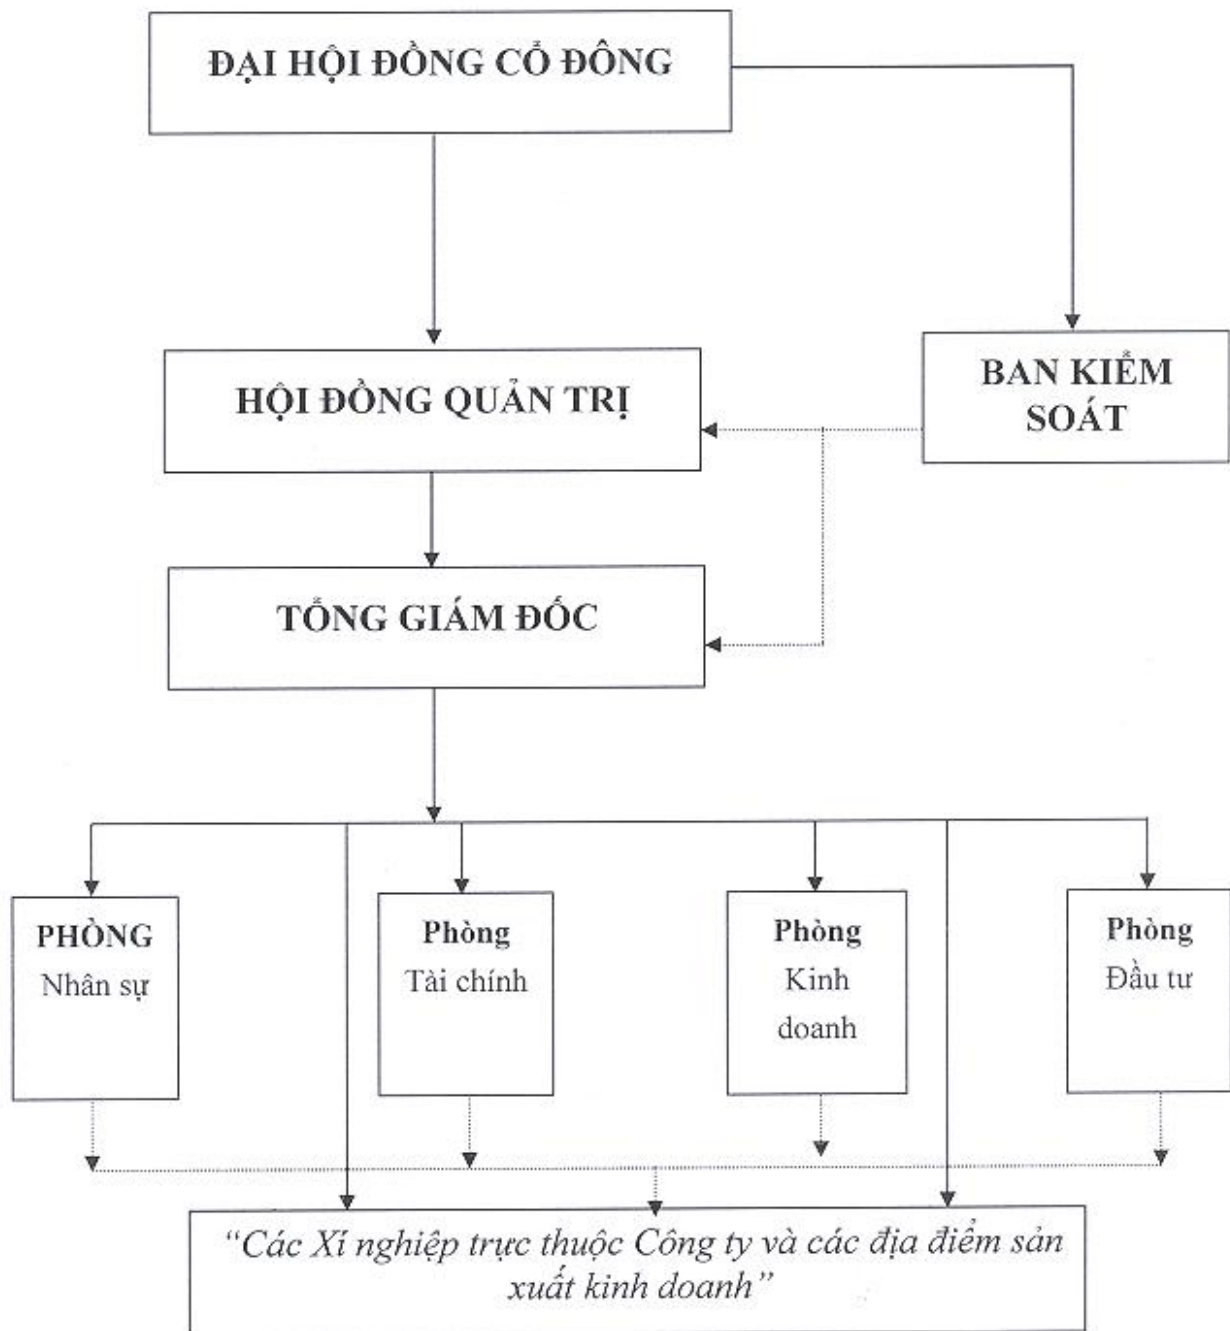 ĐẠI HỘI ĐỒNG CỔ ĐÔNG
HỘI ĐỒNG QUẢN TRỊ
BAN KIỂM
SOÁT
TỔNG GIÁM ĐỐC
PHÒNG
Nhân sự
Phòng
Tài chính
Phòng
Kinh
doanh
Phòng
Đầu tư
“Các Xí nghiệp trực thuộc Công ty và các địa điểm sản
xuất kinh doanh”